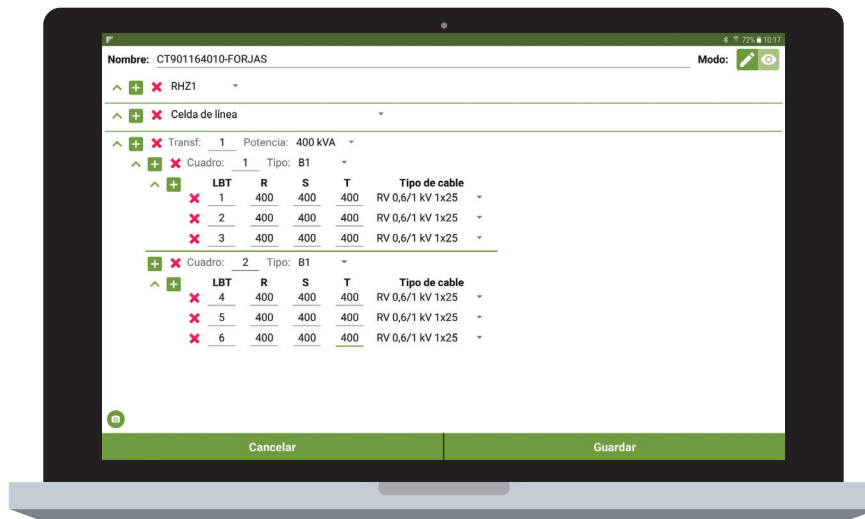 72% 10:17
Nombre: CT901164010-FORJAS Modo:
RHZ1
Celda de línea
Transf: 1 Potencia: 400 kVA
Cuadro: 1 Tipo: B1
LBT R S T Tipo de cable
1 400 400 400 RV 0,6/1 kV 1x25
2 400 400 400 RV 0,6/1 kV 1x25
3 400 400 400 RV 0,6/1 kV 1x25
Cuadro: 2 Tipo: B1
LBT R S T Tipo de cable
4 400 400 400 RV 0,6/1 kV 1x25
5 400 400 400 RV 0,6/1 kV 1x25
6 400 400 400 RV 0,6/1 kV 1x25
Cancelar Guardar